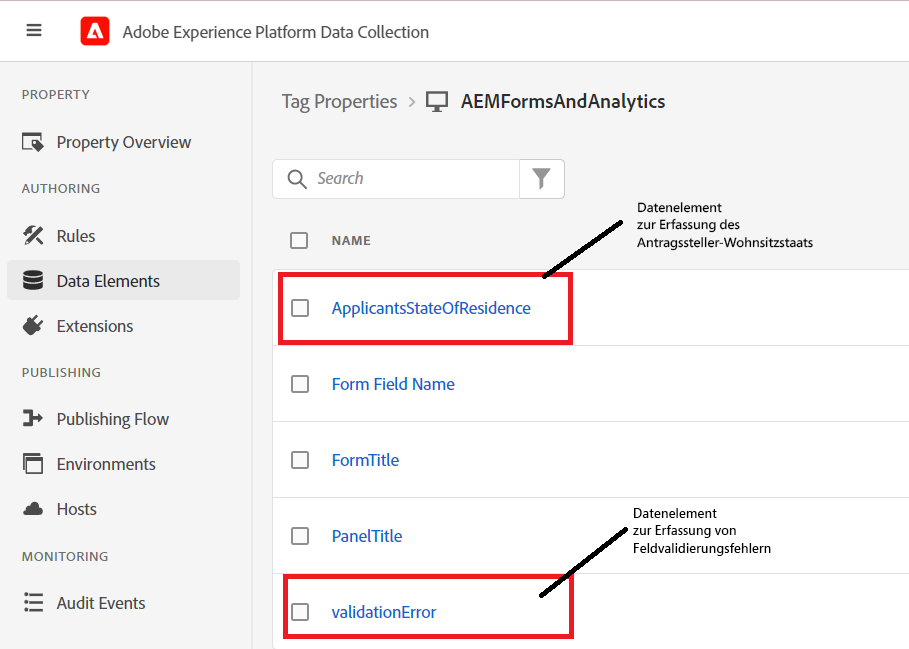 Adobe Experience Platform Data Collection
PROPERTY
Property Overview
AUTHORING
Rules
Data Elements
Extensions
PUBLISHING
Publishing Flow
Environments
Hosts
MONITORING
Audit Events
Tag Properties > AEMFormsAndAnalytics
Search
NAME
Datenelement
zur Erfassung des
Antragssteller-Wohnsitzstaats
ApplicantsStateOfResidence
Form Field Name
FormTitle
PanelTitle
Datenelement
zur Erfassung von
Feldvalidierungsfehlern
validationError